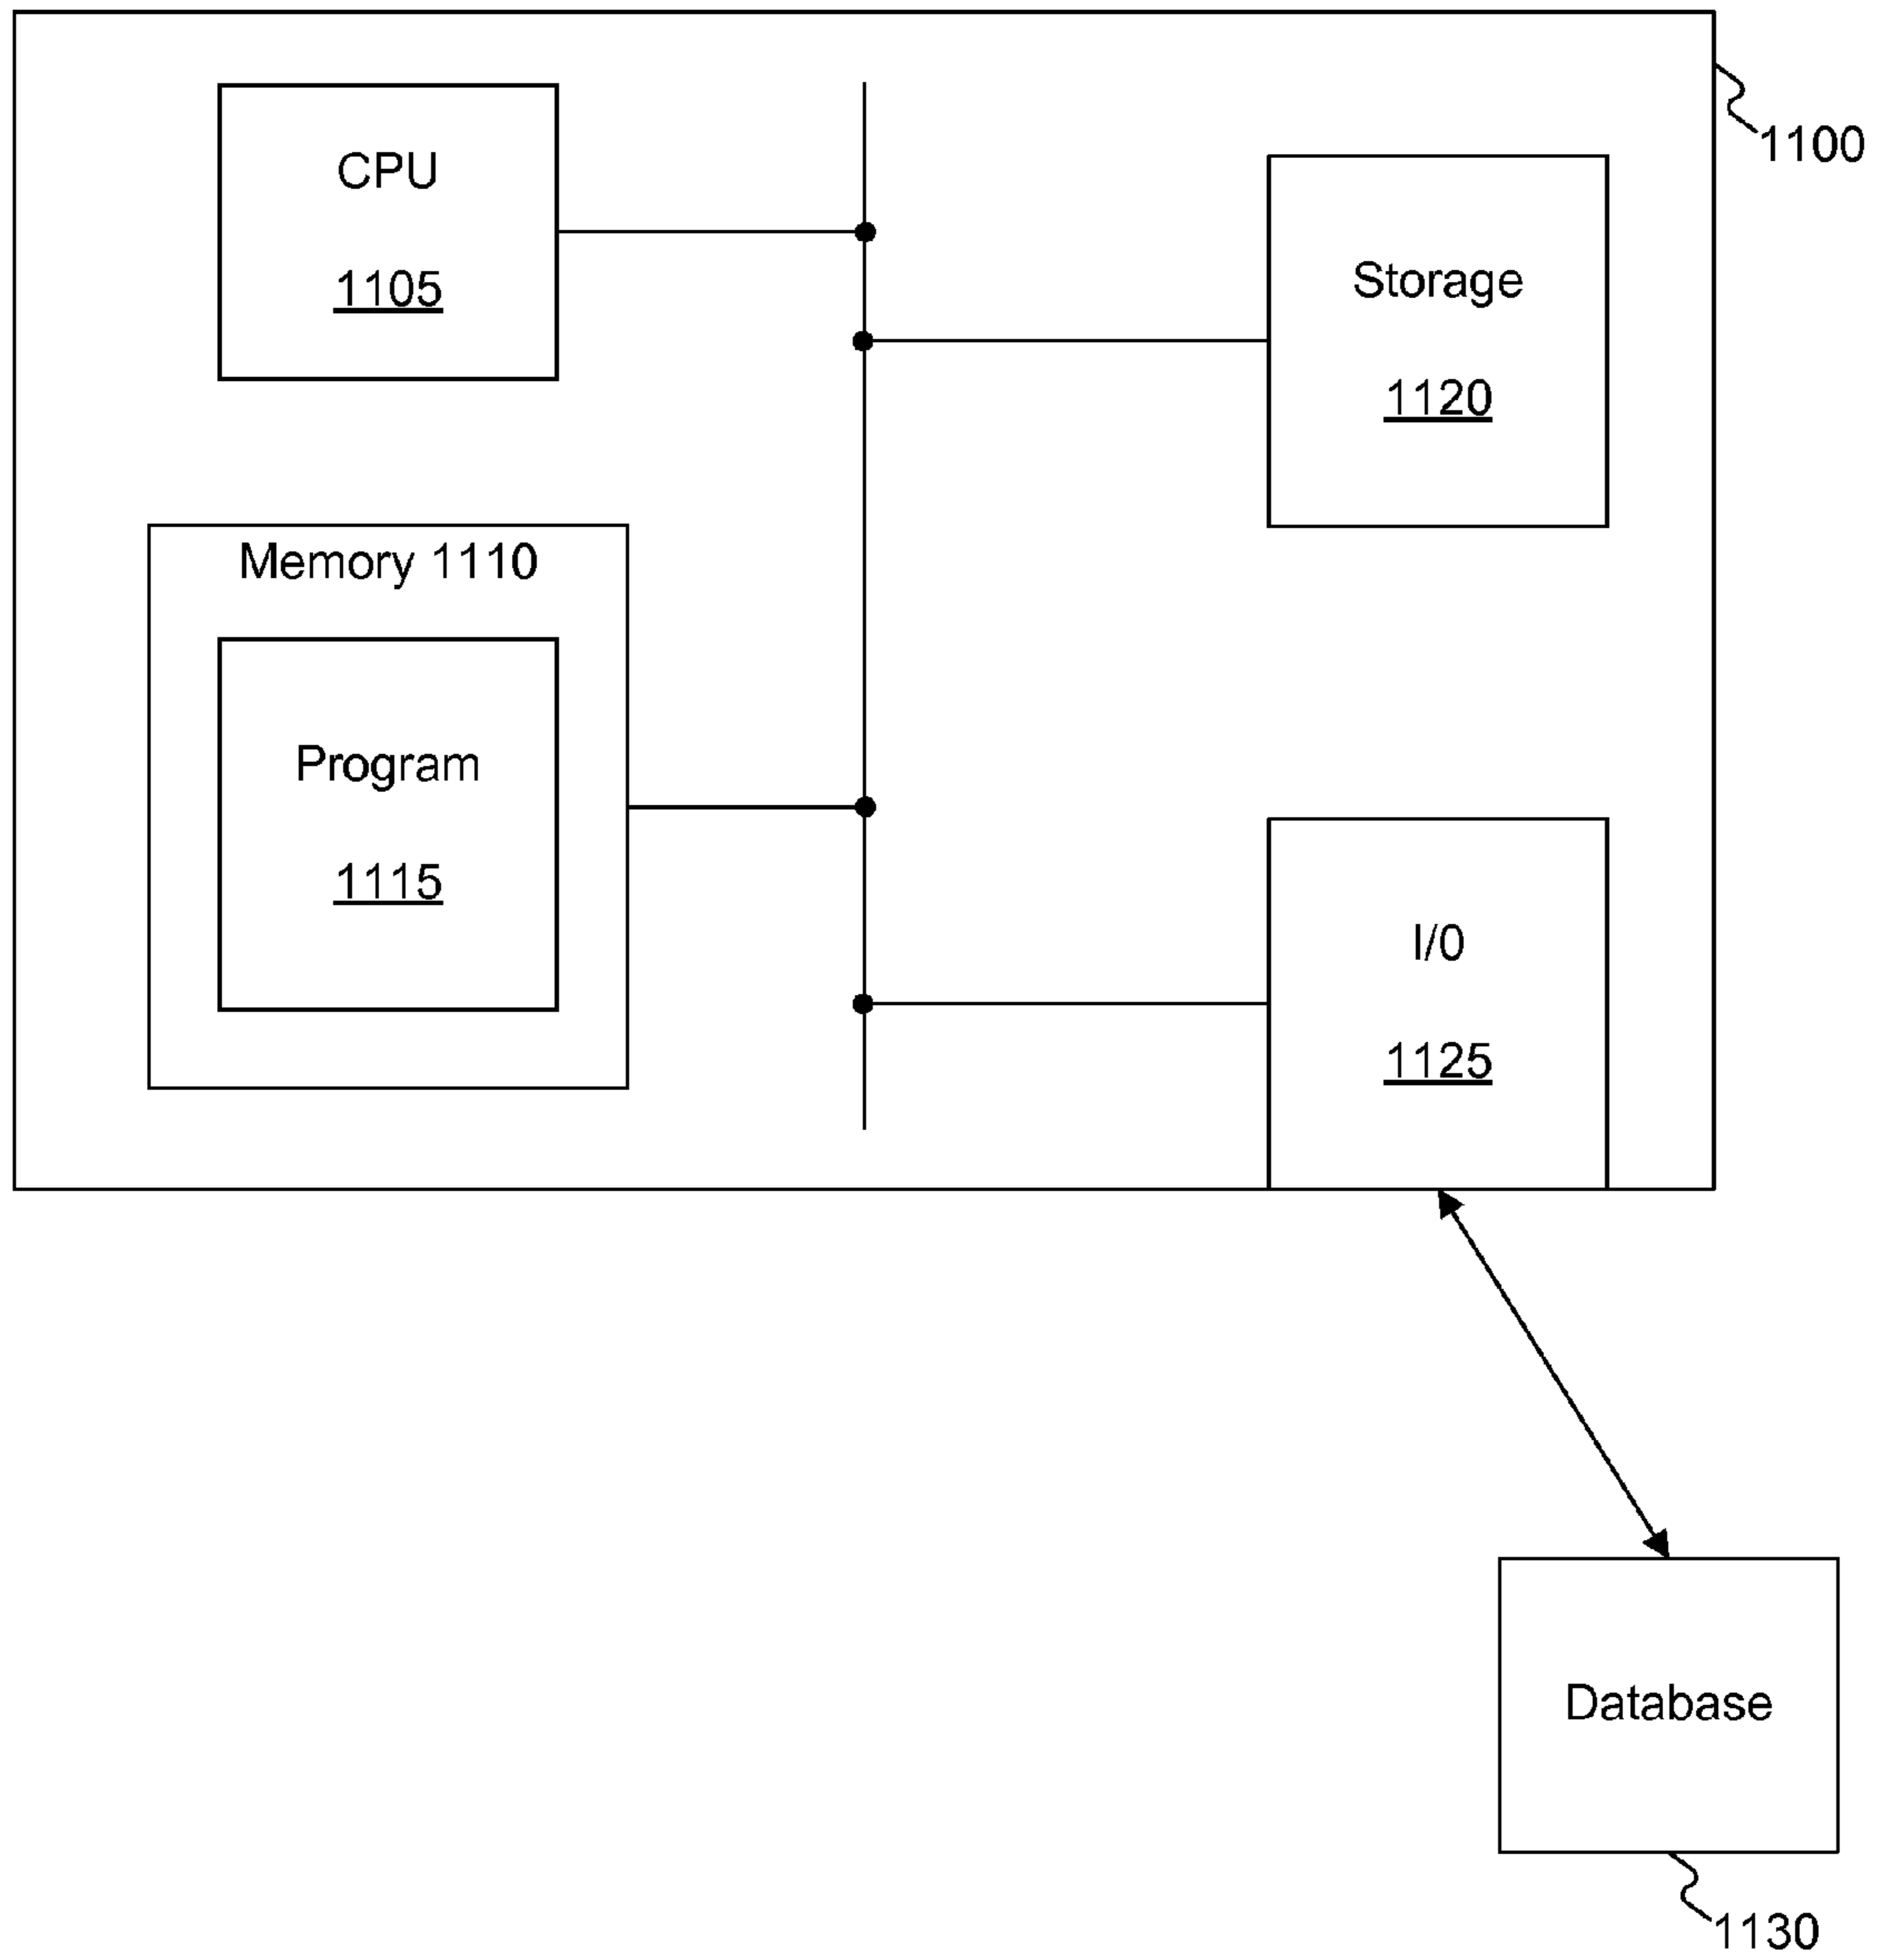 1100
CPU
1105
Storage
1120
Memory 1110
Program
1115
I/0
1125
Database
1130